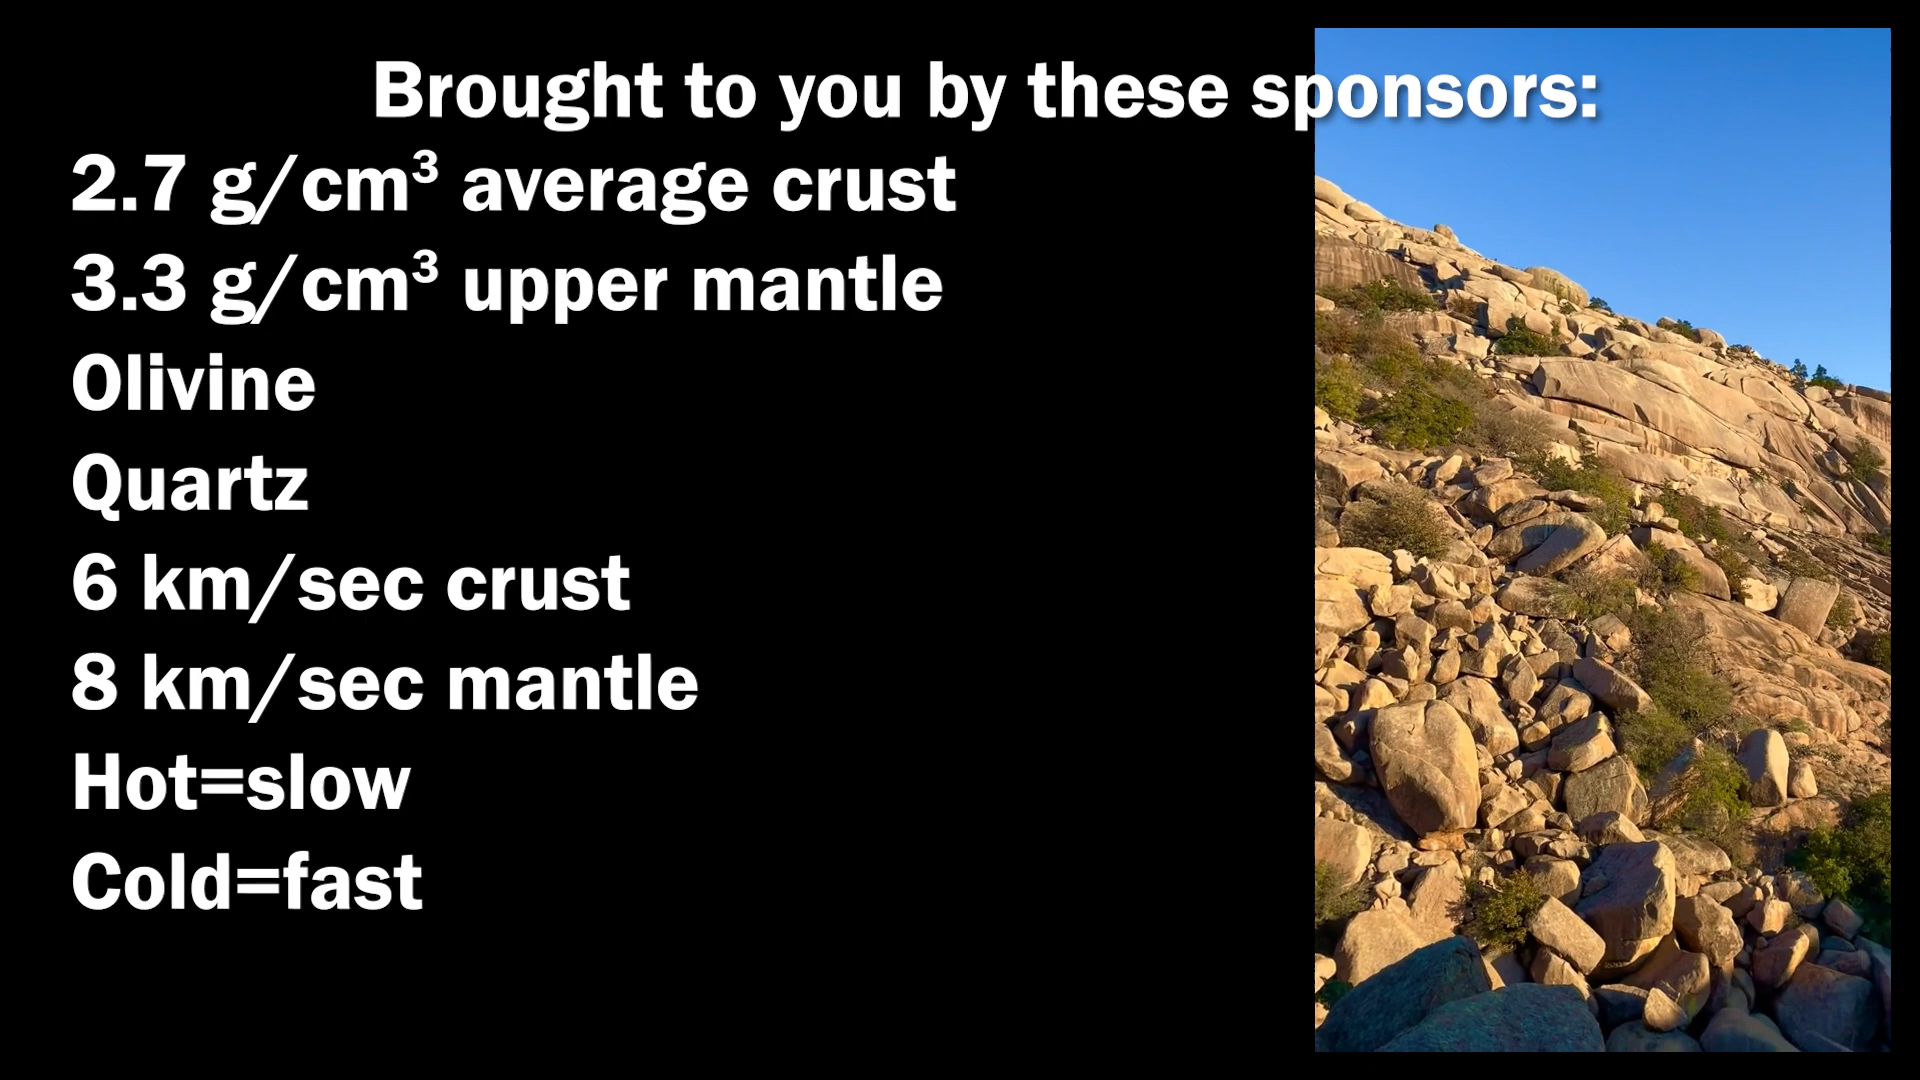 Brought to you by these sponsors:
2.7 g/cm³ average crust
3.3 g/cm³ upper mantle
Olivine
Quartz
6 km/sec crust
8 km/sec mantle
Hot=slow
Cold=fast